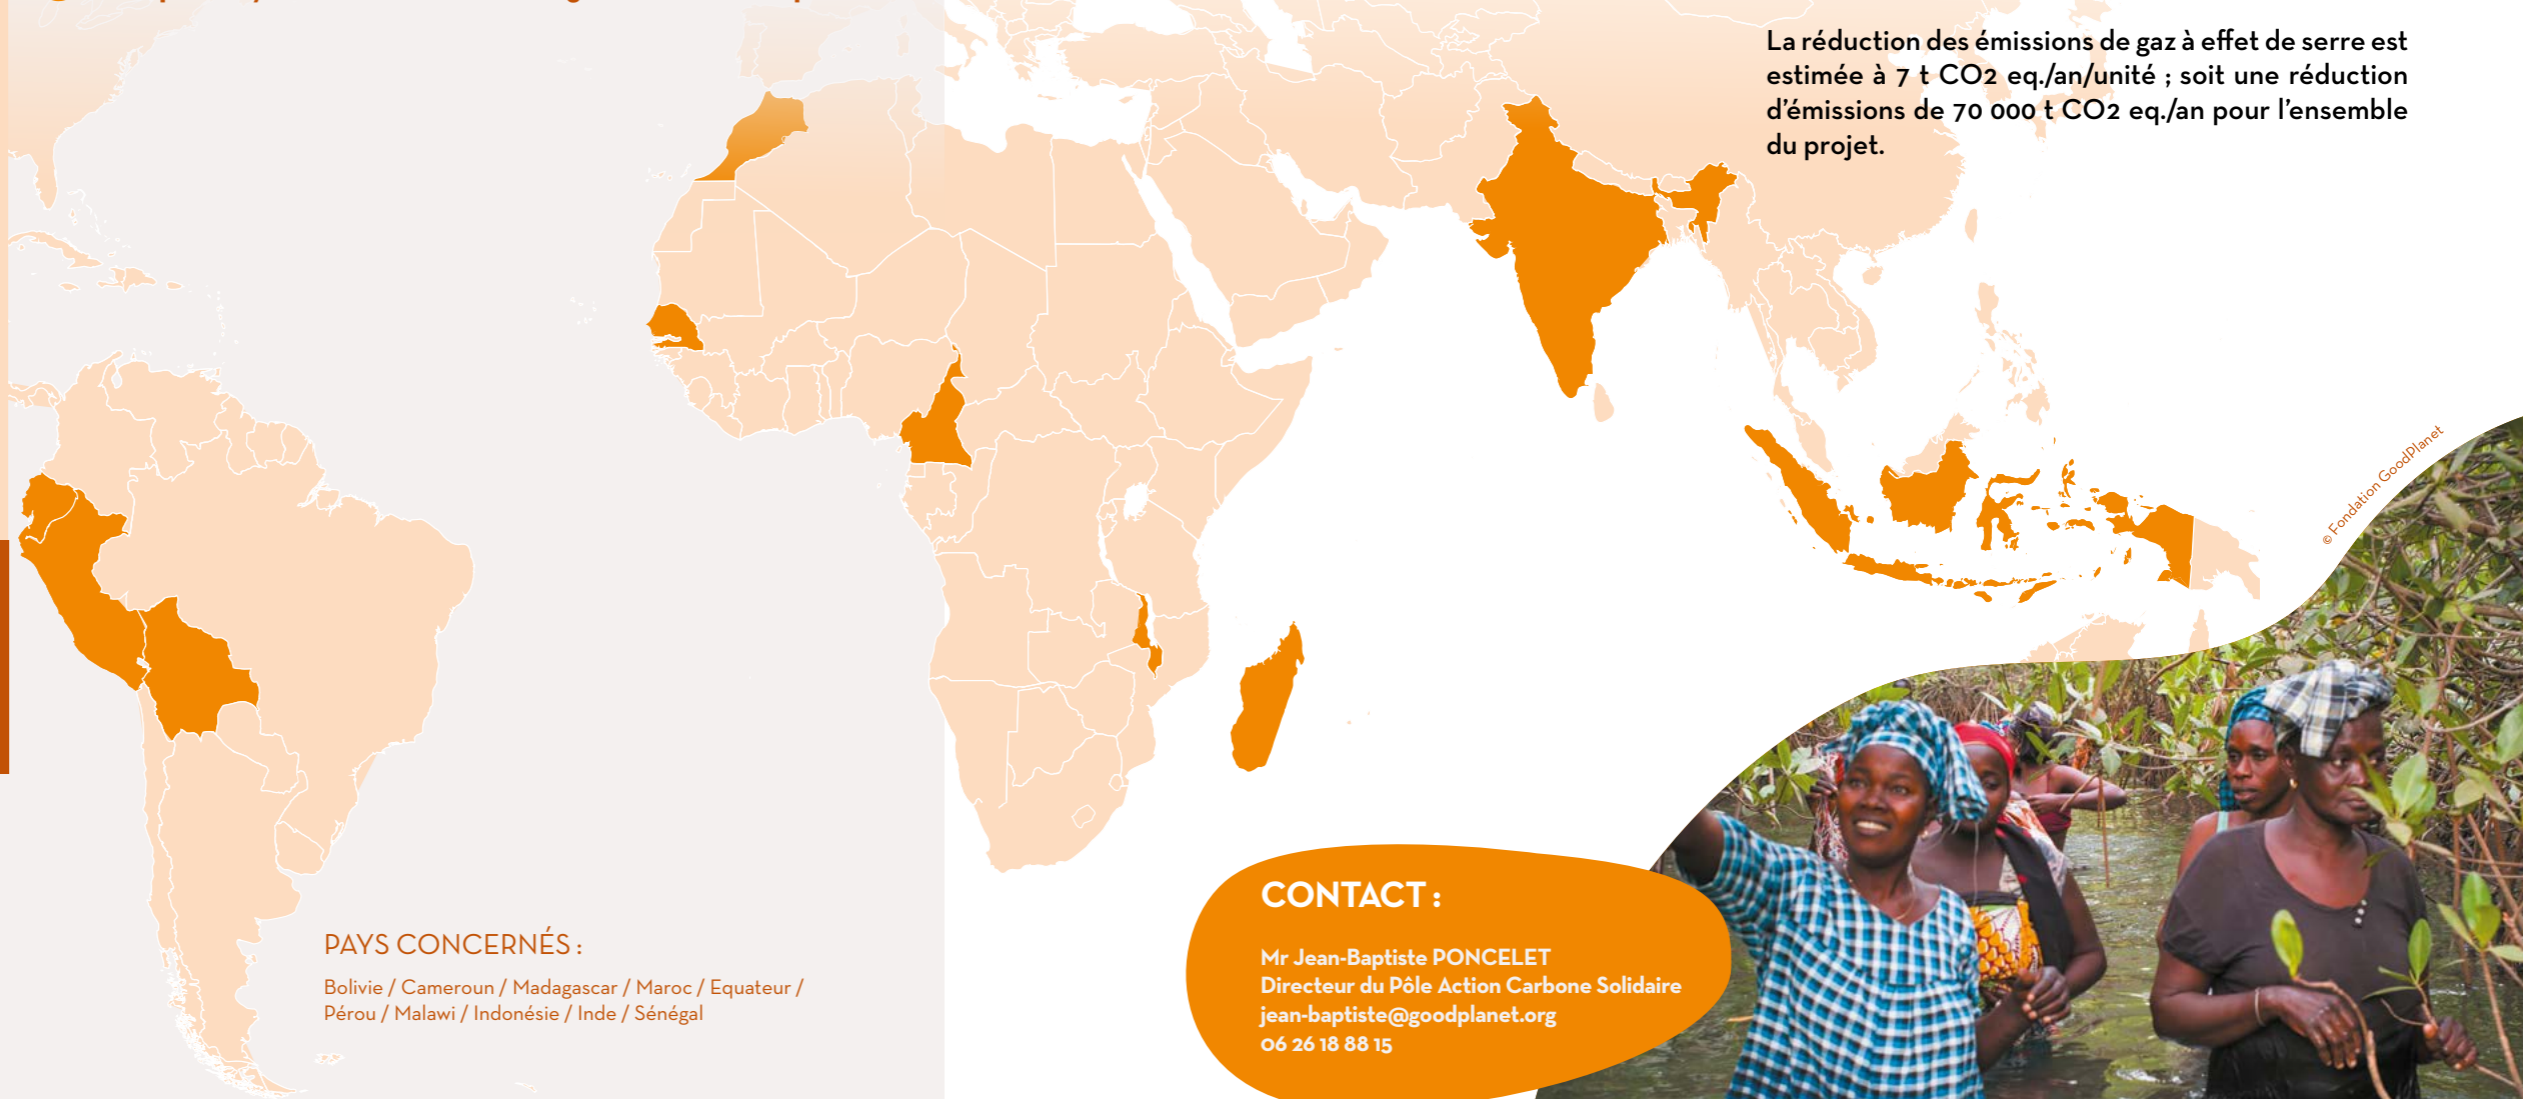 La réduction des émissions de gaz à effet de serre est
estimée à 7 t CO2 eq./an/unité ; soit une réduction
d'émissions de 70 000 t CO2 eq./an pour l'ensemble
du projet.
© Fondation GoodPlanet
PAYS CONCERNÉS :
Bolivie / Cameroun / Madagascar / Maroc / Equateur /
Pérou / Malawi / Indonésie / Inde / Sénégal
CONTACT :
Mr Jean-Baptiste PONCELET
Directeur du Pôle Action Carbone Solidaire
jean-baptiste@goodplanet.org
06 26 18 88 15